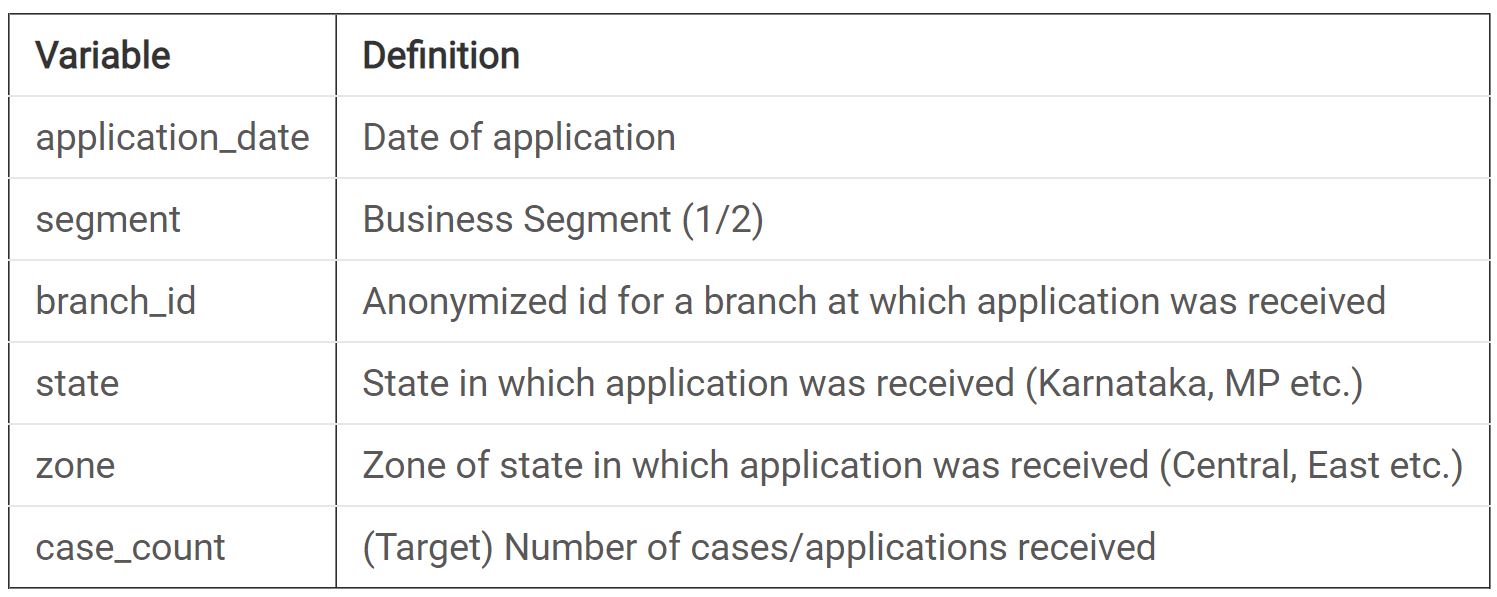 Variable Definition
application_date Date of application
segment Business Segment (1/2)
branch_id Anonymized id for a branch at which application was received
state State in which application was received (Karnataka, MP etc.)
zone Zone of state in which application was received (Central, East etc.)
case_count (Target) Number of cases/applications received